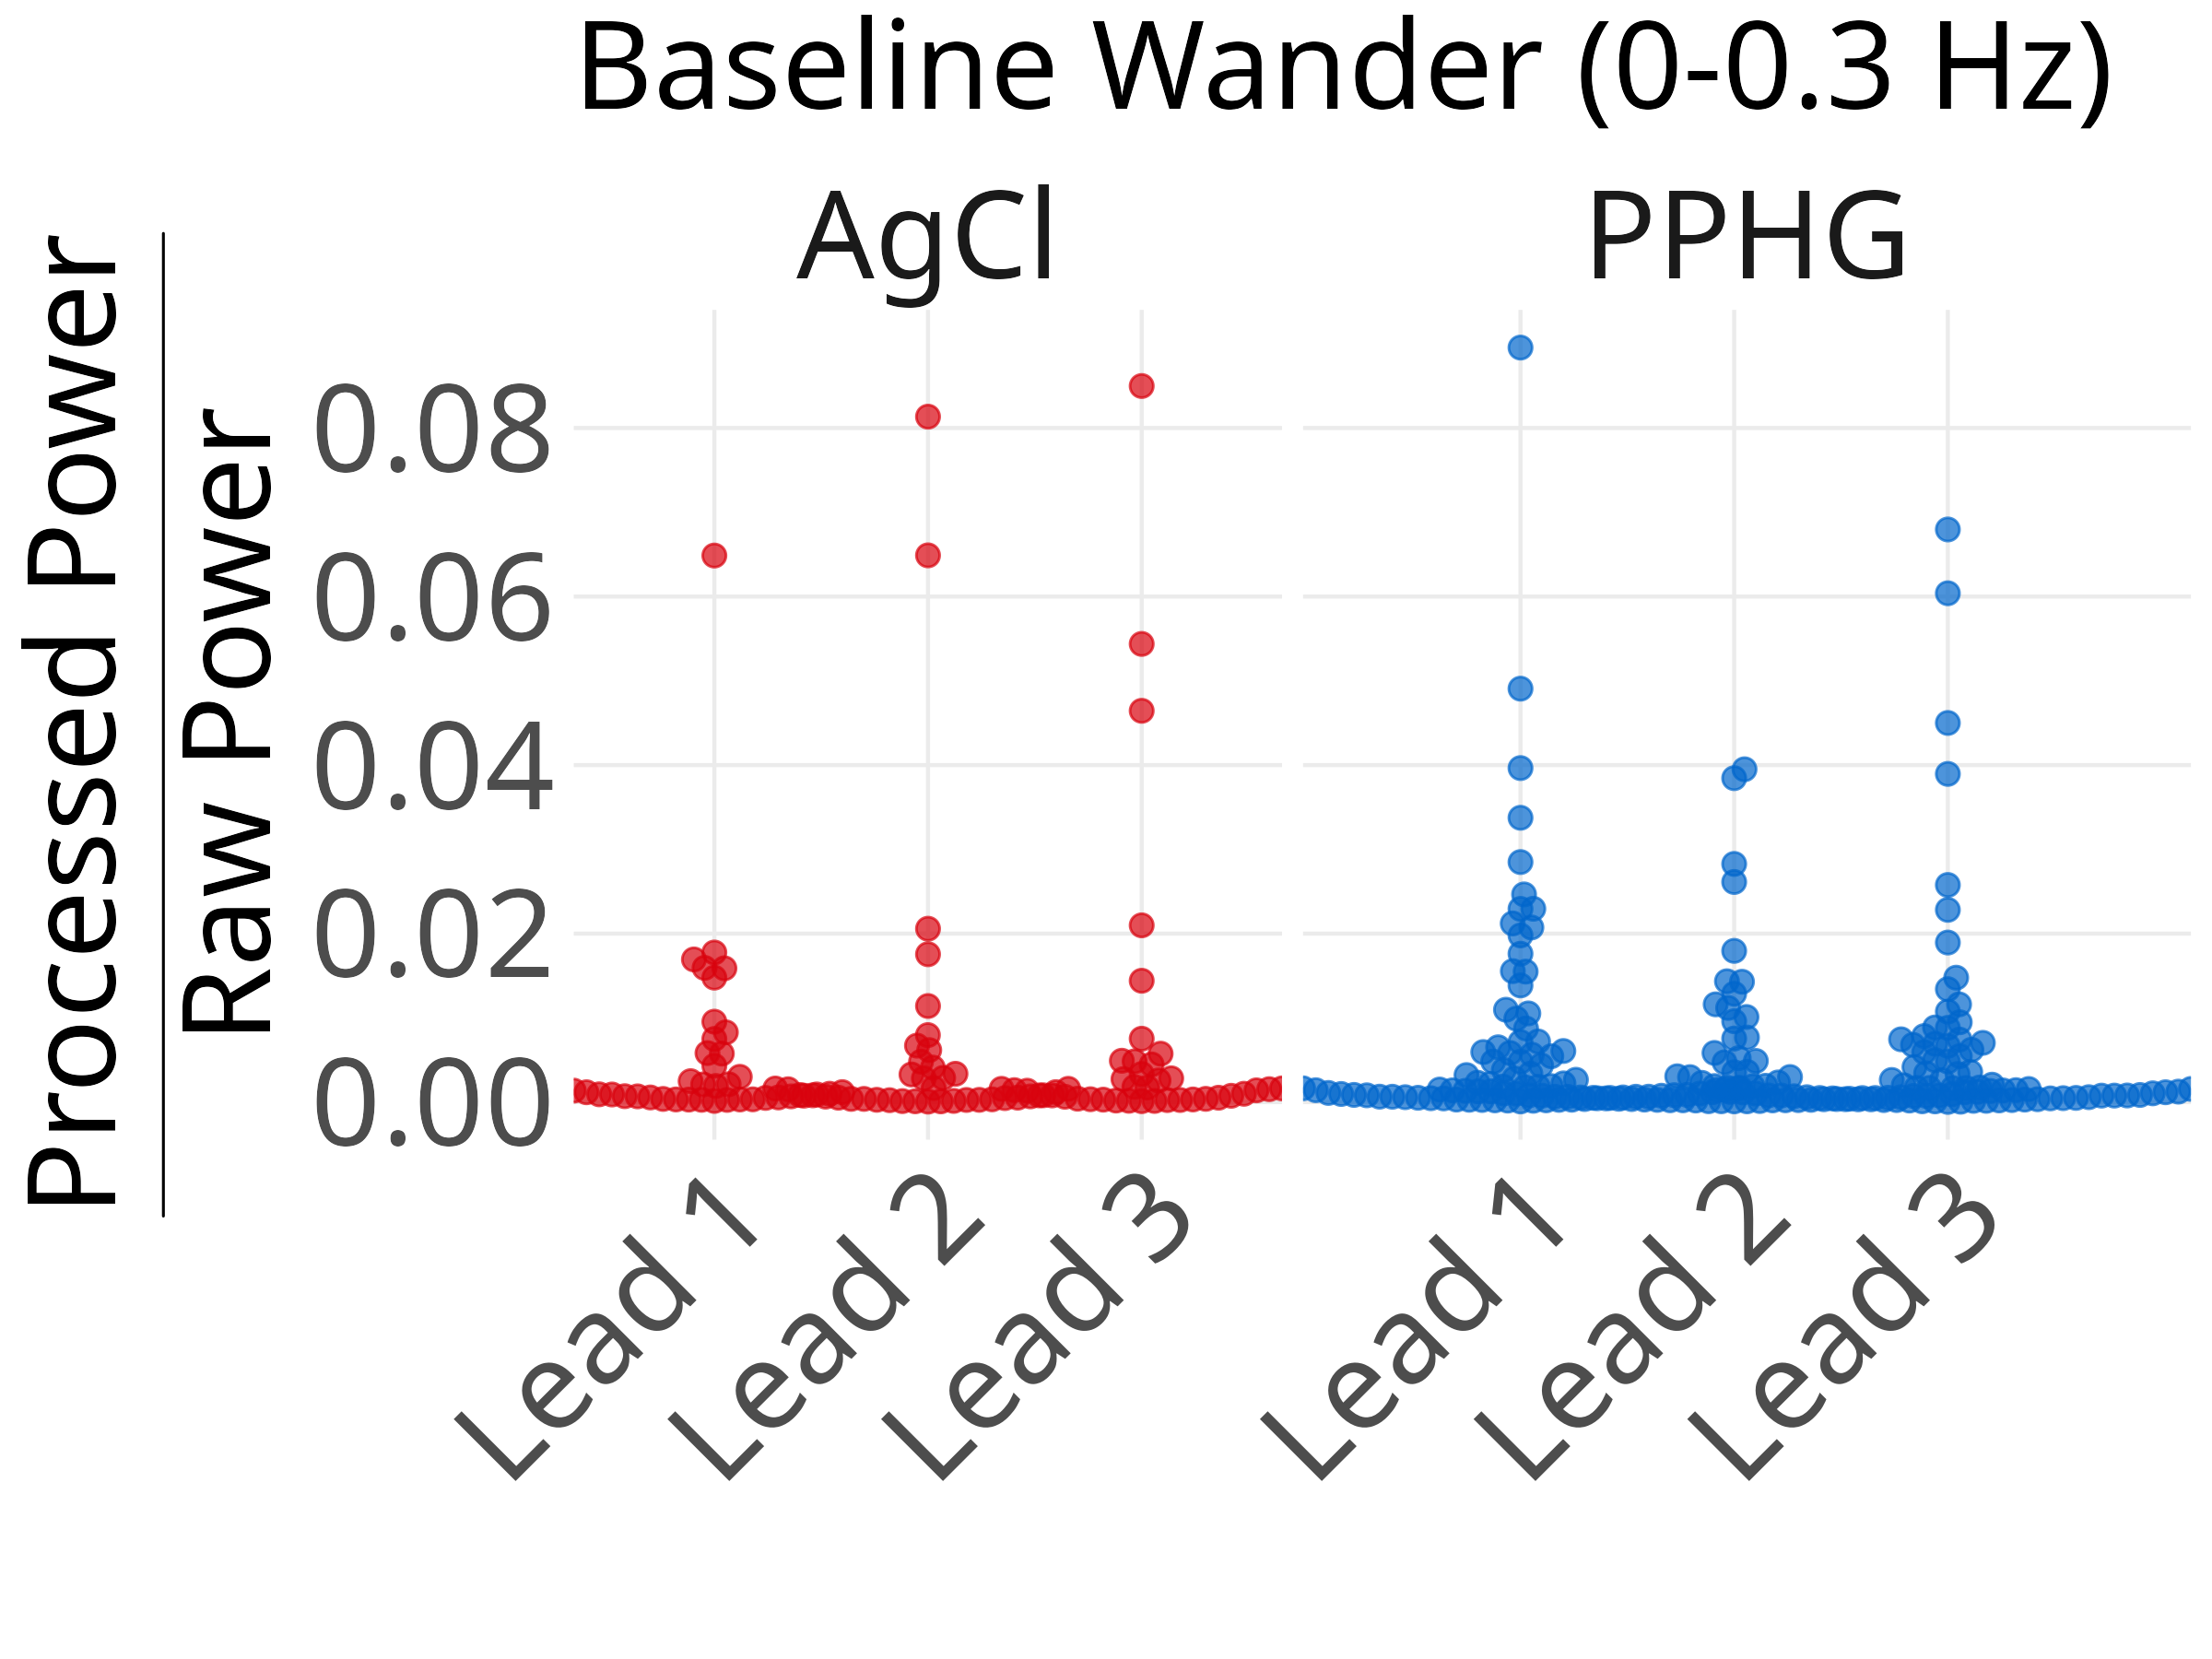 Baseline Wander (0-0.3 Hz)
AgCl
PPHG
Processed Power
Raw Power
0.08
0.06
0.04
0.02
0.00
Lead 1
Lead 2
Lead 3
Lead 1
Lead 2
Lead 3